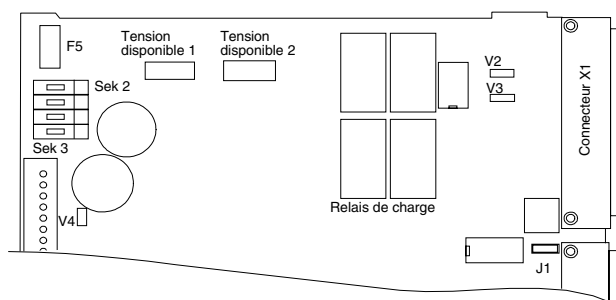 F5
Tension
disponible 1
Tension
disponible 2
Sek 2
Sek 3
V4
V2
V3
Connecteur X1
Relais de charge
J1